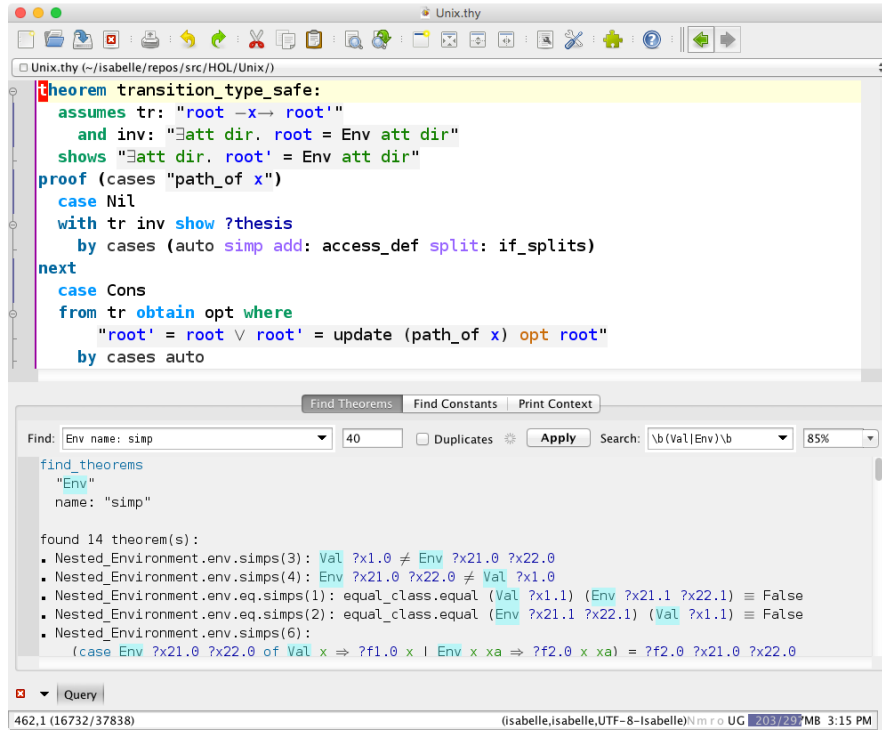 Unix.thy
Unix.thy (~/isabelle/repos/src/HOL/Unix/)
theorem transition_type_safe:
assumes tr: "root —x→ root'"
and inv: "∃att dir. root = Env att dir"
shows "∃att dir. root' = Env att dir"
proof (cases "path_of x")
case Nil
with tr inv show ?thesis
by cases (auto simp add: access_def split: if_splits)
next
case Cons
from tr obtain opt where
"root' = root ∨ root' = update (path_of x) opt root"
by cases auto
Find Theorems Find Constants Print Context
Find: Env name: simp 40 Duplicates Apply Search: \b(Val|Env)\b 85%
find_theorems
"Env"
name: "simp"
found 14 theorem(s):
▪ Nested_Environment.env.simps(3): Val ?x1.0 ≠ Env ?x21.0 ?x22.0
▪ Nested_Environment.env.simps(4): Env ?x21.0 ?x22.0 ≠ Val ?x1.0
▪ Nested_Environment.env.eq.simps(1): equal_class.equal (Val ?x1.1) (Env ?x21.1 ?x22.1) ≡ False
▪ Nested_Environment.env.eq.simps(2): equal_class.equal (Env ?x21.1 ?x22.1) (Val ?x1.1) ≡ False
▪ Nested_Environment.env.simps(6):
(case Env ?x21.0 ?x22.0 of Val x ⇒ ?f1.0 x | Env x xa ⇒ ?f2.0 x xa) = ?f2.0 ?x21.0 ?x22.0
Query
462,1 (16732/37838) (isabelle,isabelle,UTF-8-Isabelle)N m r o UG 203/297MB 3:15 PM